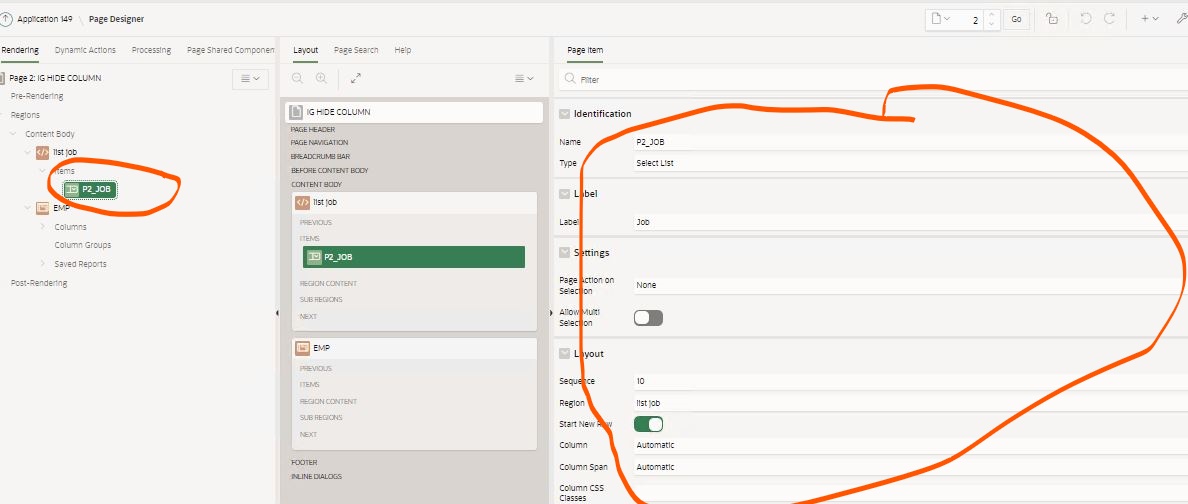 Application 149 \ Page Designer
2
Go
Rendering Dynamic Actions Processing Page Shared Componen
Page 2: IG HIDE COLUMN
Pre-Rendering
Regions
Content Body
list job
Items
P2_JOB
EMP
Columns
Column Groups
Saved Reports
Post-Rendering
Layout Page Search Help
IG HIDE COLUMN
PAGE HEADER
PAGE NAVIGATION
BREADCRUMB BAR
BEFORE CONTENT BODY
CONTENT BODY
list job
PREVIOUS
ITEMS
P2_JOB
REGION CONTENT
SUB REGIONS
NEXT
EMP
PREVIOUS
ITEMS
REGION CONTENT
SUB REGIONS
NEXT
FOOTER
INLINE DIALOGS
Page Item
Filter
Identification
Name P2_JOB
Type Select List
Label
Label Job
Settings
Page Action on
Selection
None
Allow Multi
Selection
Layout
Sequence 10
Region list job
Start New Row
Column Automatic
Column Span Automatic
Column CSS
Classes